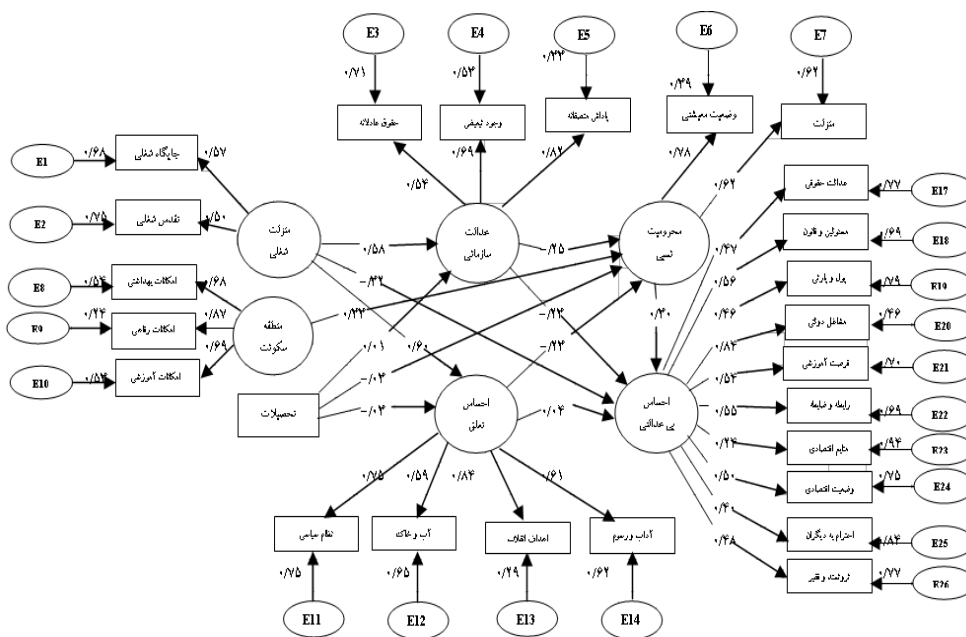 E3
E4
E5
E6
E7
۰/۷۱
۰/۵۳
۰/۳۳
۰/۳۹
۰/۶۲
حقوق عادلانه
وجود تبعیض
پاداش منصفانه
وضعیت معیشتی
منزلت
۰/۵۴
۰/۶۹
۰/۸۲
۰/۷۸
۰/۶۲
E1
۰/۶۸
جایگاه شغلی
۰/۵۷
E2
۰/۷۵
تقدس شغلی
۰/۵۰
E8
۰/۵۴
امکانات بهداشتی
۰/۶۸
E9
۰/۲۴
امکانات رفاهی
۰/۸۷
E10
۰/۵۳
امکانات آموزشی
۰/۶۹
منزلت
شغلی
منطقه
سکونت
تحصیلات
عدالت
سازمانی
محرومیت
نسبی
احساس
تعلق
احساس
بی عدالتی
۰/۵۸
۰/۶۰
۰/۰۱
-۰/۲۵
۰/۳۰
۰/۰۴
عدالت حقوقی
۰/۴۷
۰/۷۷
E17
مسئولین و قانون
۰/۵۶
۰/۶۹
E18
پول و پارتی
۰/۴۶
۰/۷۹
E19
مشاغل دولتی
۰/۸۴
۰/۴۶
E20
فرصت آموزشی
۰/۵۴
۰/۷۰
E21
رابطه و ضابطه
۰/۵۵
۰/۶۹
E22
منابع اقتصادی
۰/۲۴
۰/۹۴
E23
وضعیت اقتصادی
۰/۵۰
۰/۷۵
E24
احترام به دیگران
۰/۴۰
۰/۸۴
E25
ثروتمند و فقیر
۰/۴۸
۰/۷۷
E26
۰/۷۵
۰/۵۹
۰/۸۴
۰/۶۱
نظام سیاسی
آب و خاک
اهداف انقلاب
آداب و رسوم
۰/۷۵
۰/۶۵
۰/۲۹
۰/۶۲
E11
E12
E13
E14